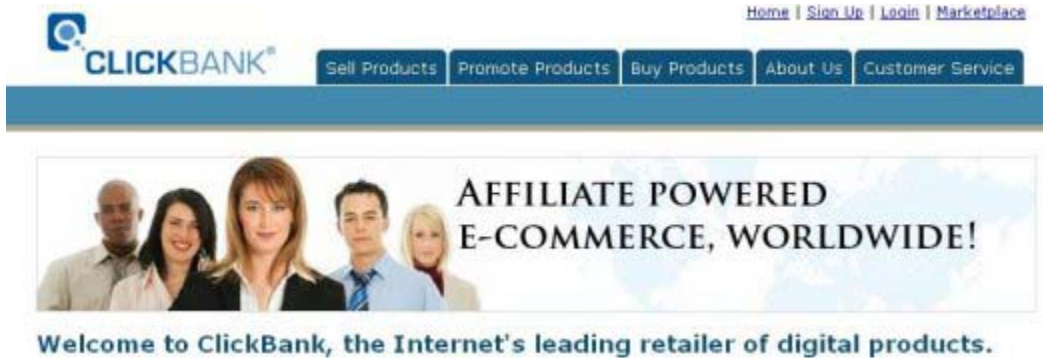 Home | Sign Up | Login | Marketplace
CLICKBANK®
Sell Products Promote Products Buy Products About Us Customer Service
AFFILIATE POWERED
E-COMMERCE, WORLDWIDE!
Welcome to ClickBank, the Internet's leading retailer of digital products.